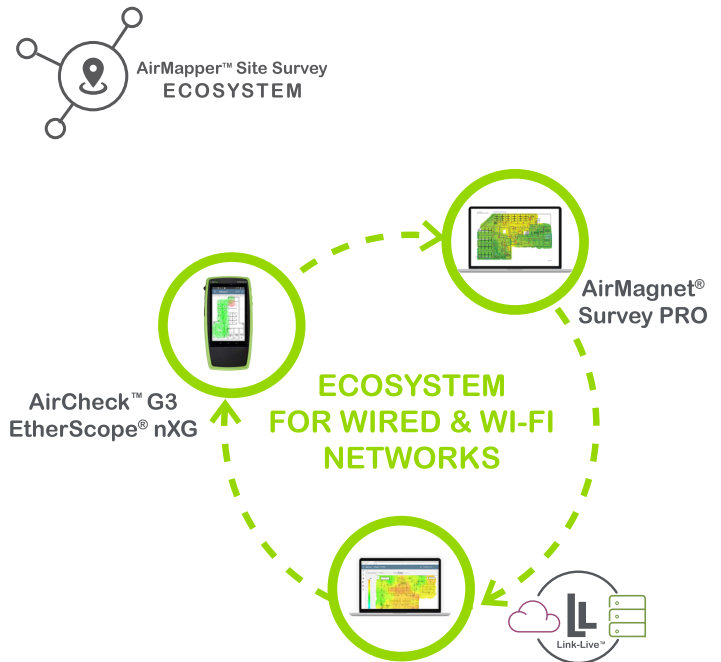 AirMapper™ Site Survey
ECOSYSTEM
AirMagnet®
Survey PRO
AirCheck™ G3
EtherScope® nXG
ECOSYSTEM
FOR WIRED & WI-FI
NETWORKS
LL
Link-Live™